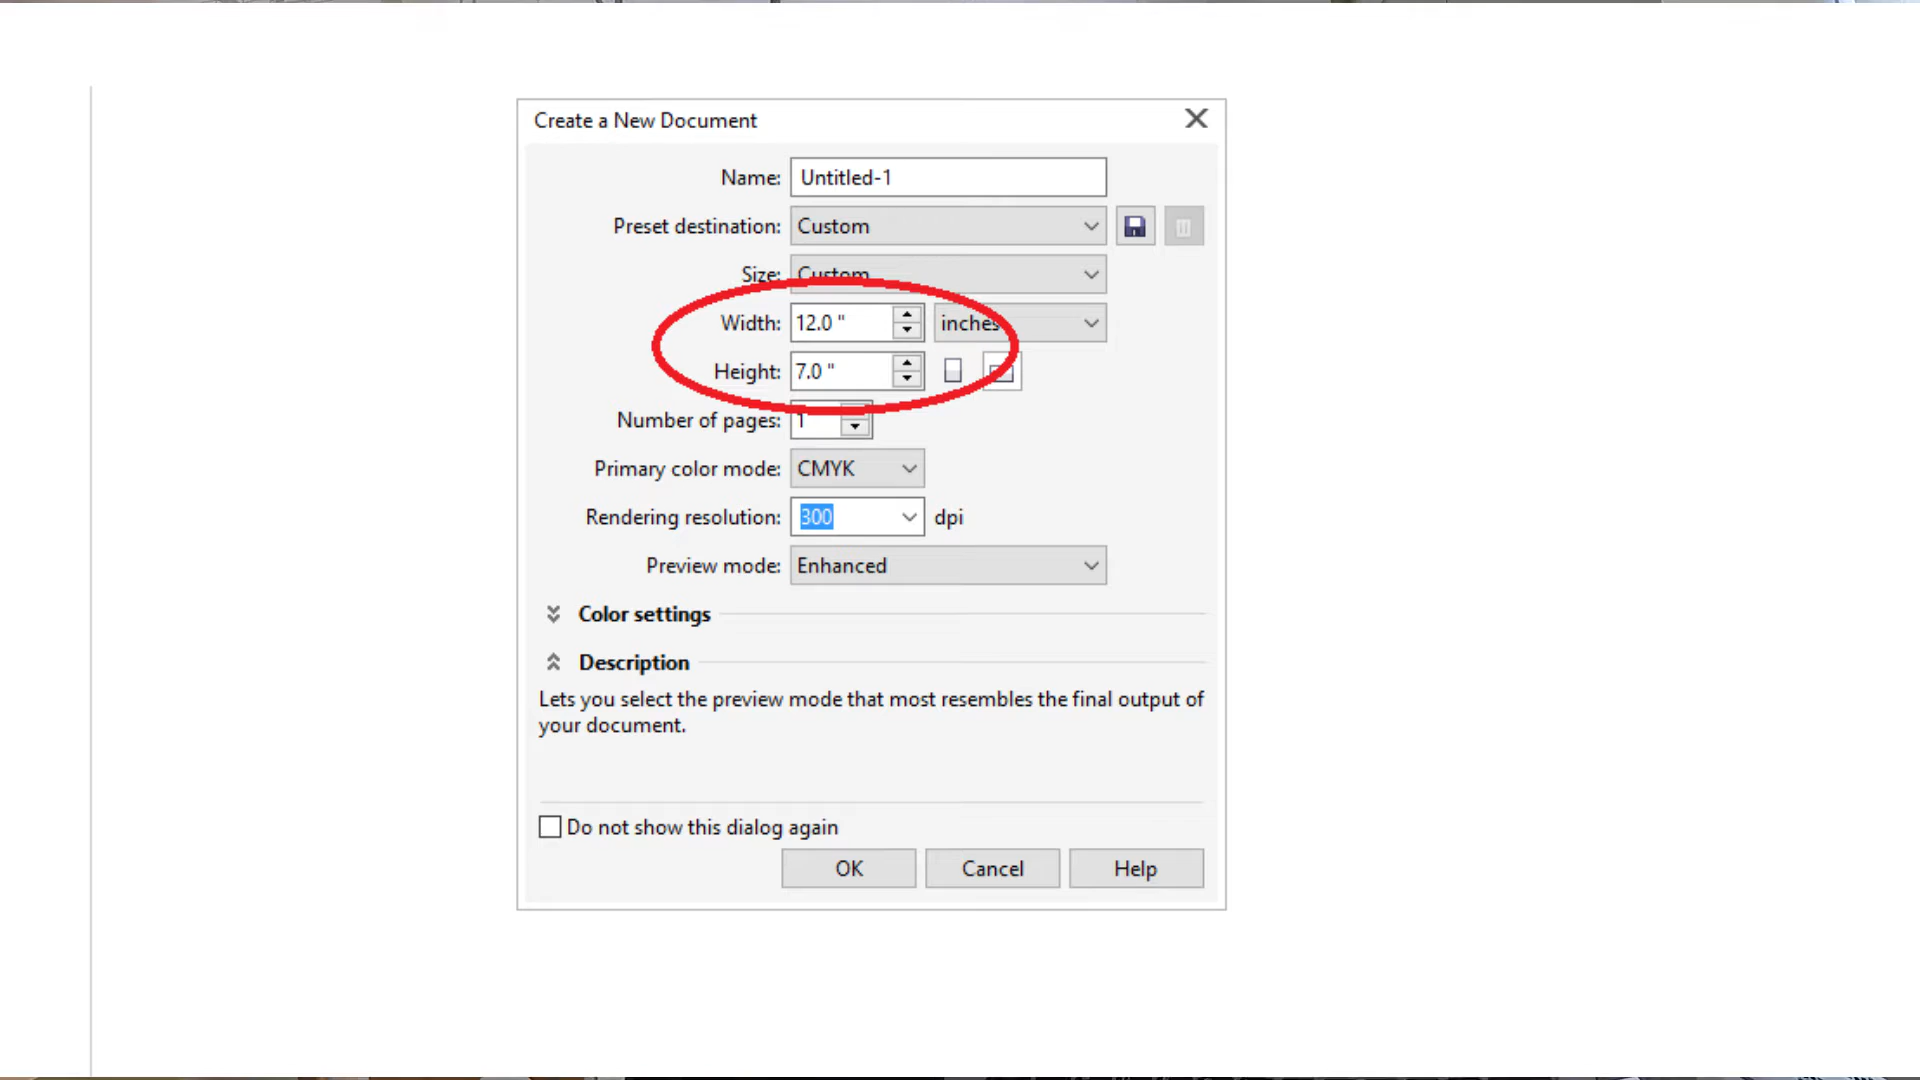 Create a New Document
Name: Untitled-1
Preset destination: Custom
Size: Custom
Width: 12.0 " inches
Height: 7.0 "
Number of pages: 1
Primary color mode: CMYK
Rendering resolution: 300 dpi
Preview mode: Enhanced
Color settings
Description
Lets you select the preview mode that most resembles the final output of
your document.
Do not show this dialog again
OK Cancel Help